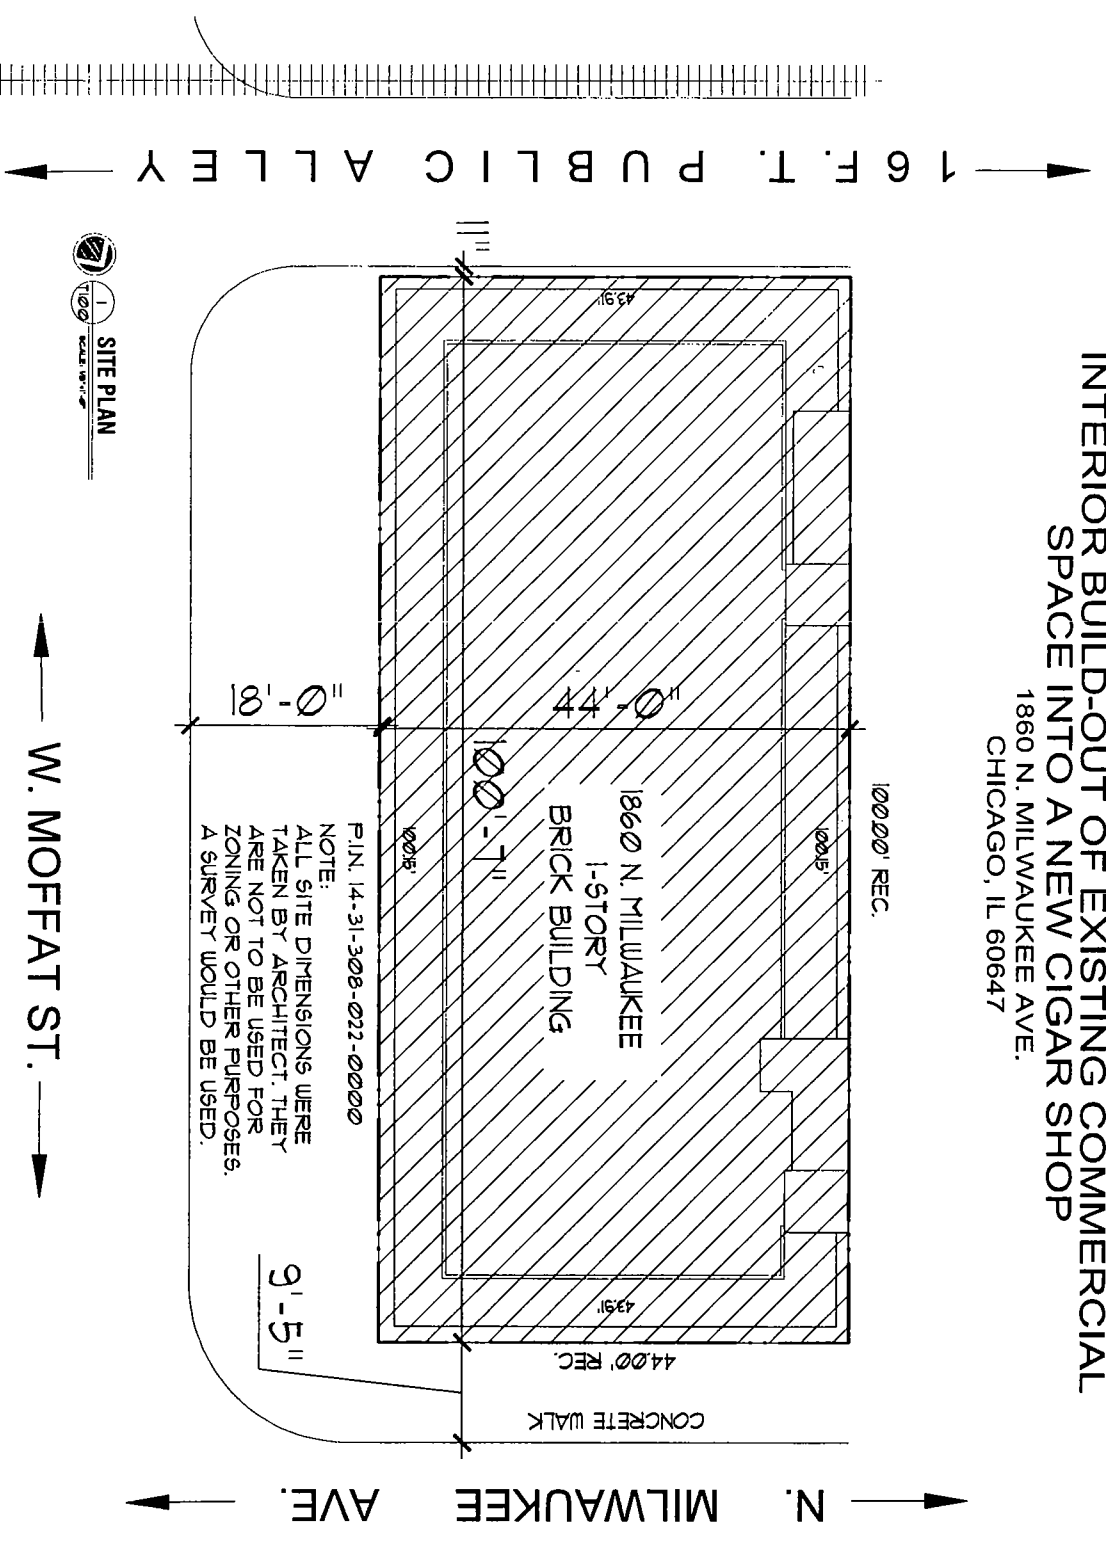 INTERIOR BUILD-OUT OF EXISTING COMMERCIAL
SPACE INTO A NEW CIGAR SHOP
1860 N. MILWAUKEE AVE.
CHICAGO, IL 60647
100.00' REC.
16 F.T. PUBLIC ALLEY
11"
43.91'
100.15'
44'-0"
1860 N. MILWAUKEE
1-STORY
BRICK BUILDING
100'-7"
100.15'
43.91'
44.00' REC.
CONCRETE WALK
N. MILWAUKEE AVE.
18'-0"
P.I.N. 14-31-308-022-0000
NOTE:
ALL SITE DIMENSIONS WERE
TAKEN BY ARCHITECT. THEY
ARE NOT TO BE USED FOR
ZONING OR OTHER PURPOSES.
A SURVEY WOULD BE USED.
9'-5"
1
T100
SITE PLAN
W. MOFFAT ST.